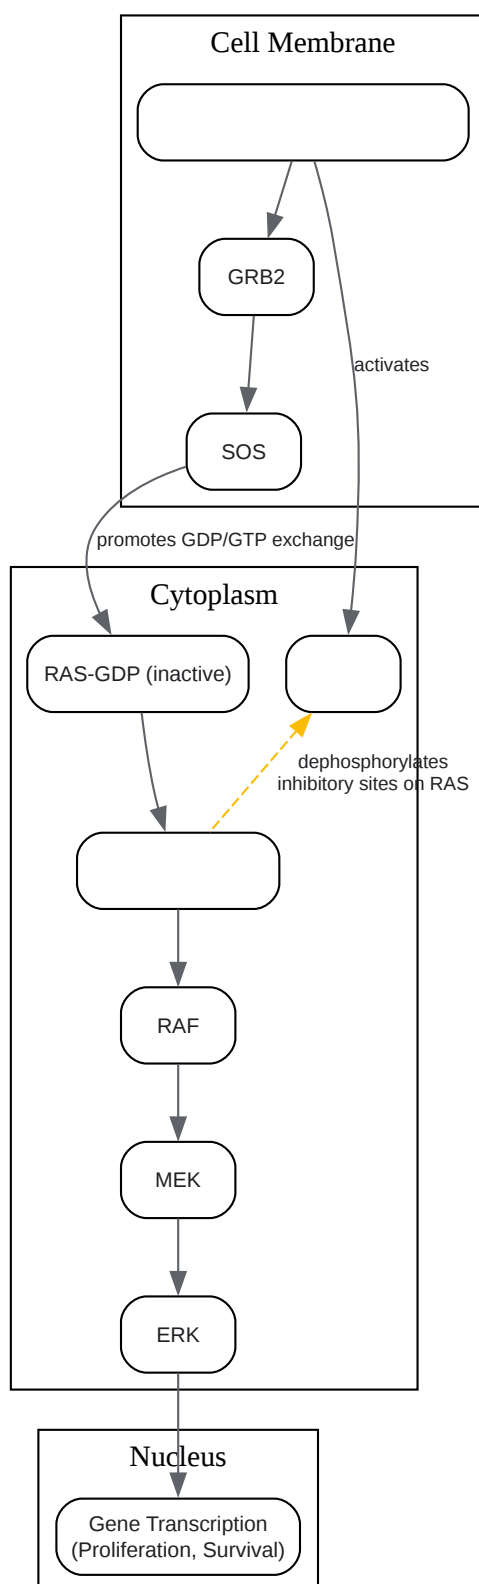 Cell Membrane
GRB2
activates
SOS
promotes GDP/GTP exchange
Cytoplasm
RAS-GDP (inactive)
dephosphorylates
inhibitory sites on RAS
RAF
MEK
ERK
Nucleus
Gene Transcription
(Proliferation, Survival)